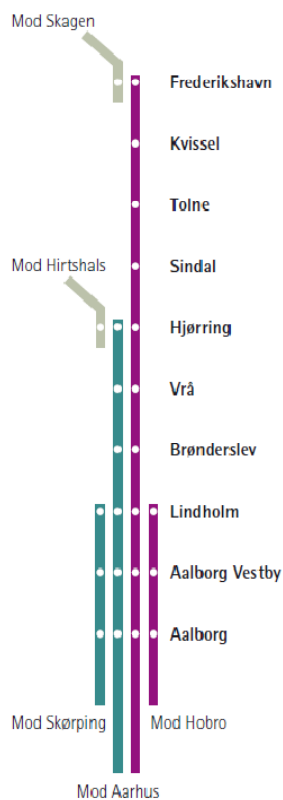 Mod Skagen
Frederikshavn
Kvissel
Tolne
Mod Hirtshals
Sindal
Hjørring
Vrå
Brønderslev
Lindholm
Aalborg Vestby
Aalborg
Mod Skørping
Mod Hobro
Mod Aarhus